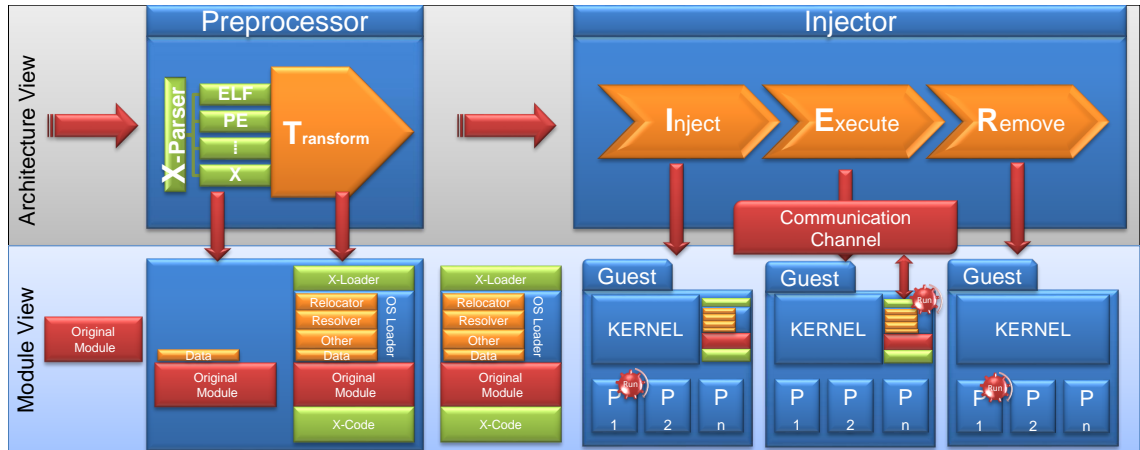 Architecture View
Preprocessor
Injector
X-Parser
ELF
PE
...
X
Transform
Inject
Execute
Remove
Communication
Channel
Module View
Original
Module
Data
Original
Module
X-Loader
Relocator
Resolver
Other
Data
OS Loader
Original
Module
X-Code
X-Loader
Relocator
Resolver
Other
Data
OS Loader
Original
Module
X-Code
Guest
KERNEL
Run
P
1
P
2
P
n
Guest
KERNEL
Run
P
1
P
2
P
n
Guest
KERNEL
Run
P
1
P
2
P
n